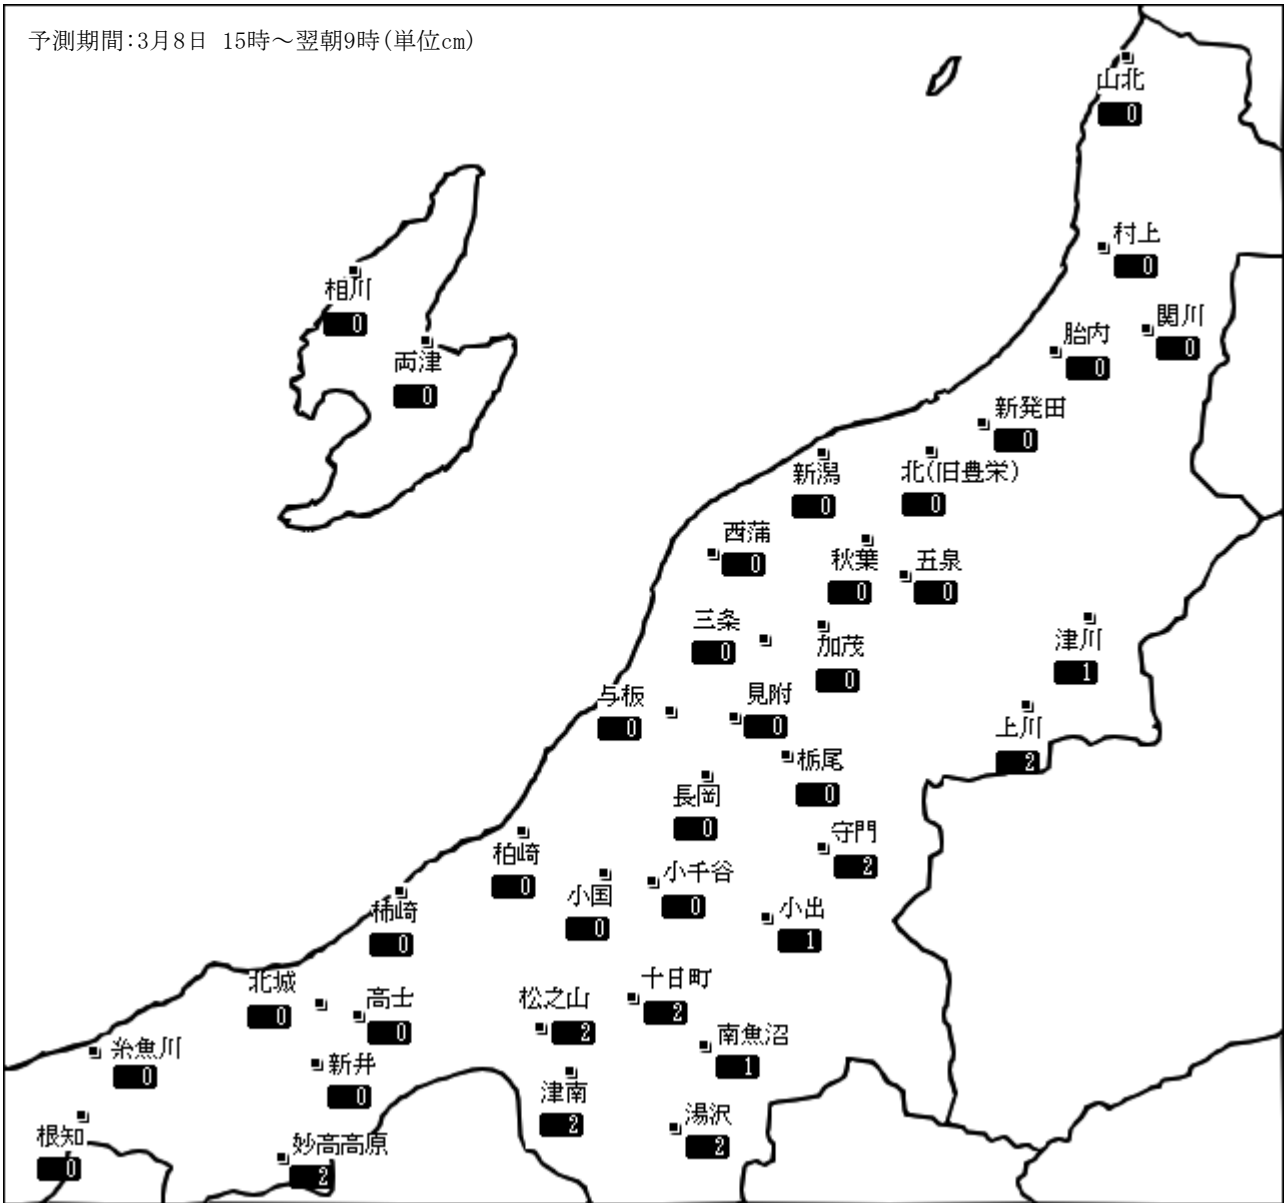 予測期間:3月8日 15時～翌朝9時(単位cm)
山北
0
村上
0
相川
0
関川
0
胎内
0
両津
0
新発田
0
新潟
0
北(旧豊栄)
0
西蒲
0
秋葉
0
五泉
0
三条
0
加茂
0
津川
1
与板
0
見附
0
上川
2
栃尾
0
長岡
0
守門
2
柏崎
0
小千谷
0
小国
0
小出
1
柿崎
0
北城
0
高士
0
松之山
2
十日町
2
南魚沼
1
糸魚川
0
新井
0
津南
2
湯沢
2
根知
0
妙高高原
2